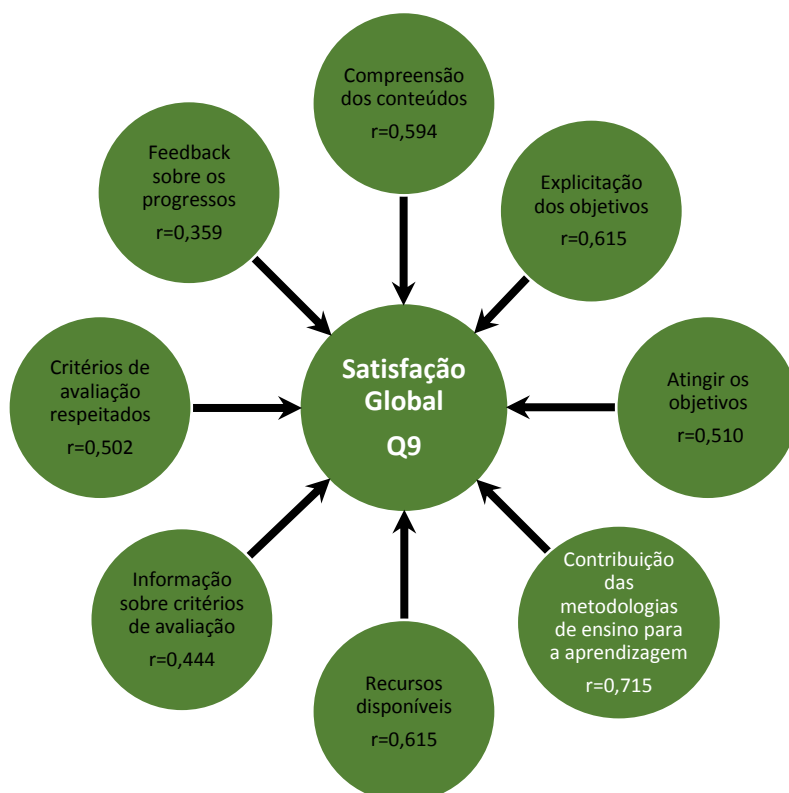 Compreensão
dos conteúdos
r=0,594
Explicitação
dos objetivos
r=0,615
Atingir os
objetivos
r=0,510
Contribuição
das
metodologias
de ensino para
a aprendizagem
r=0,715
Recursos
disponíveis
r=0,615
Informação
sobre critérios
de avaliação
r=0,444
Critérios de
avaliação
respeitados
r=0,502
Feedback
sobre os
progressos
r=0,359
Satisfação
Global
Q9